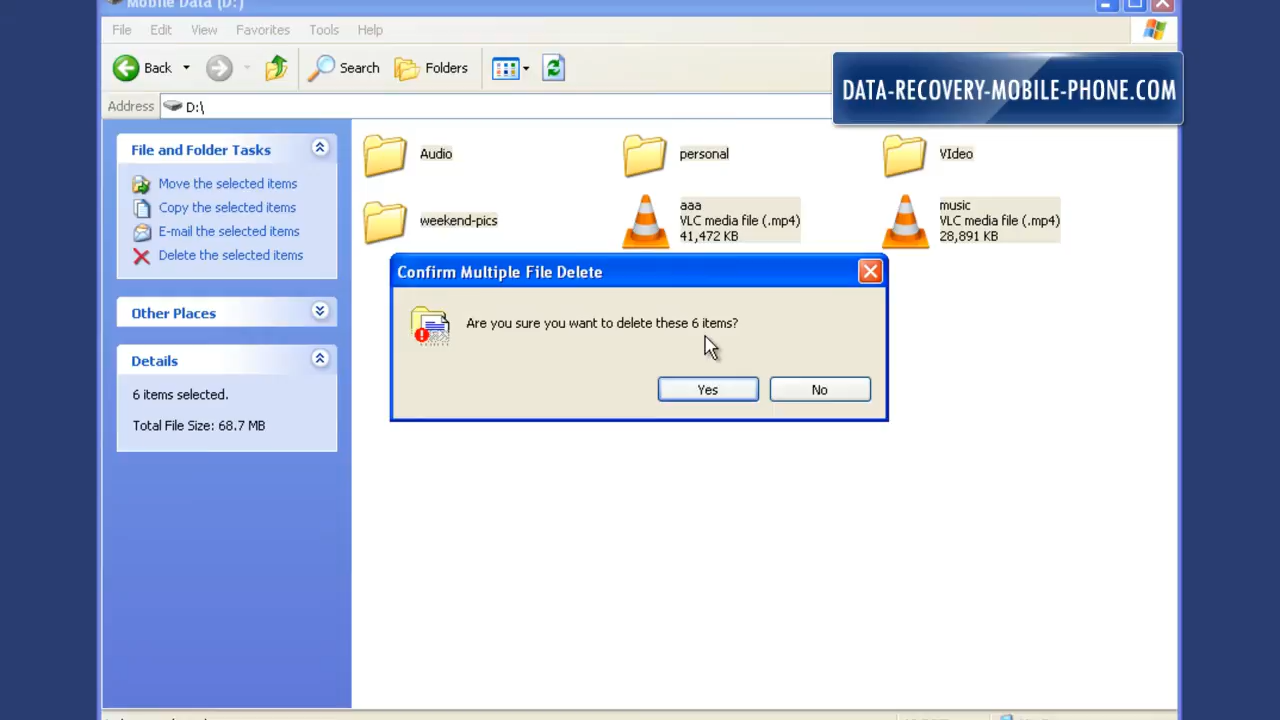 Mobile Data (D:)
File Edit View Favorites Tools Help
Back Search Folders
DATA-RECOVERY-MOBILE-PHONE.COM
Address D:\
File and Folder Tasks
Move the selected items
Copy the selected items
E-mail the selected items
Delete the selected items
Other Places
Details
6 items selected.
Total File Size: 68.7 MB
Audio
personal
VIdeo
weekend-pics
aaa
VLC media file (.mp4)
41,472 KB
music
VLC media file (.mp4)
28,891 KB
Confirm Multiple File Delete
Are you sure you want to delete these 6 items?
Yes
No